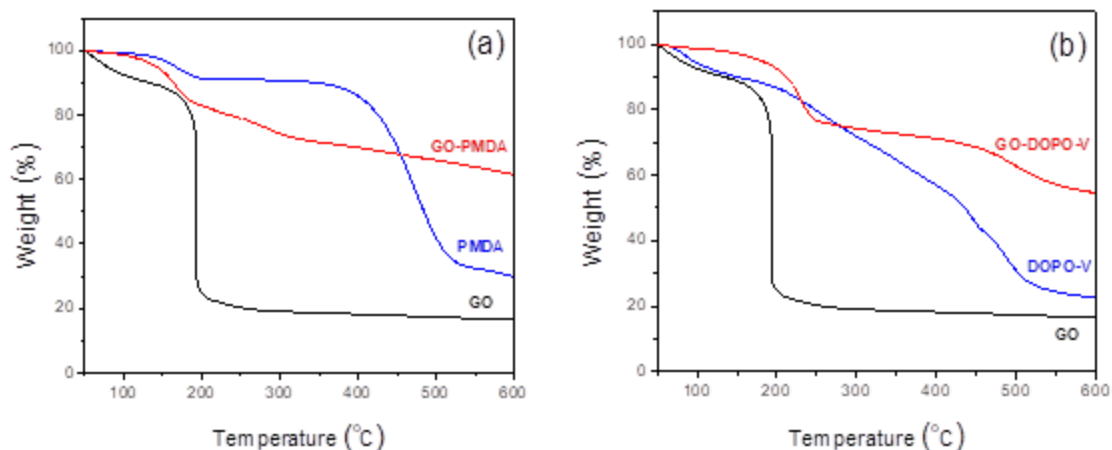 (a)
100
80
60
40
20
0
Weight (%)
GO-PMDA
PMDA
GO
100 200 300 400 500 600
Temperature (°C)
(b)
100
80
60
40
20
0
Weight (%)
GO-DOPO-V
DOPO-V
GO
100 200 300 400 500 600
Temperature (°C)